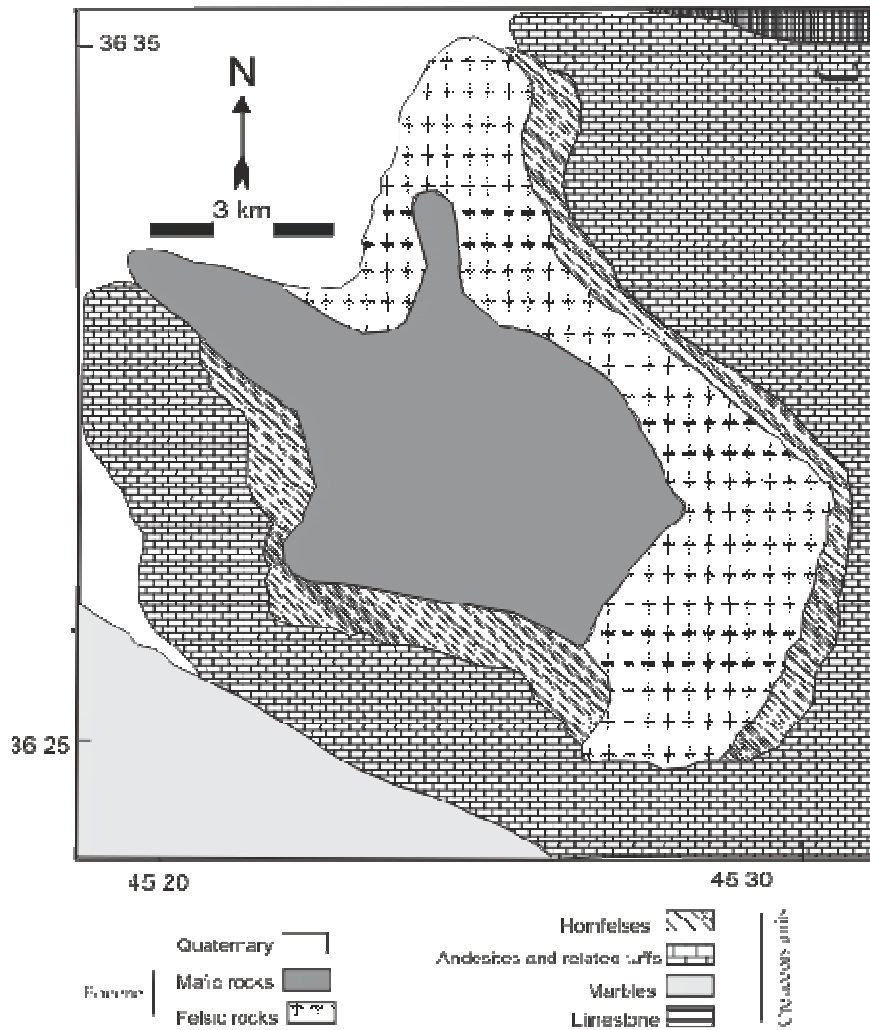 36 35
N
3 km
36 25
45 20
45 30
Quaternary
Mafic rocks
Felsic rocks
Hornfelses
Andesites and related tuffs
Marbles
Limestone